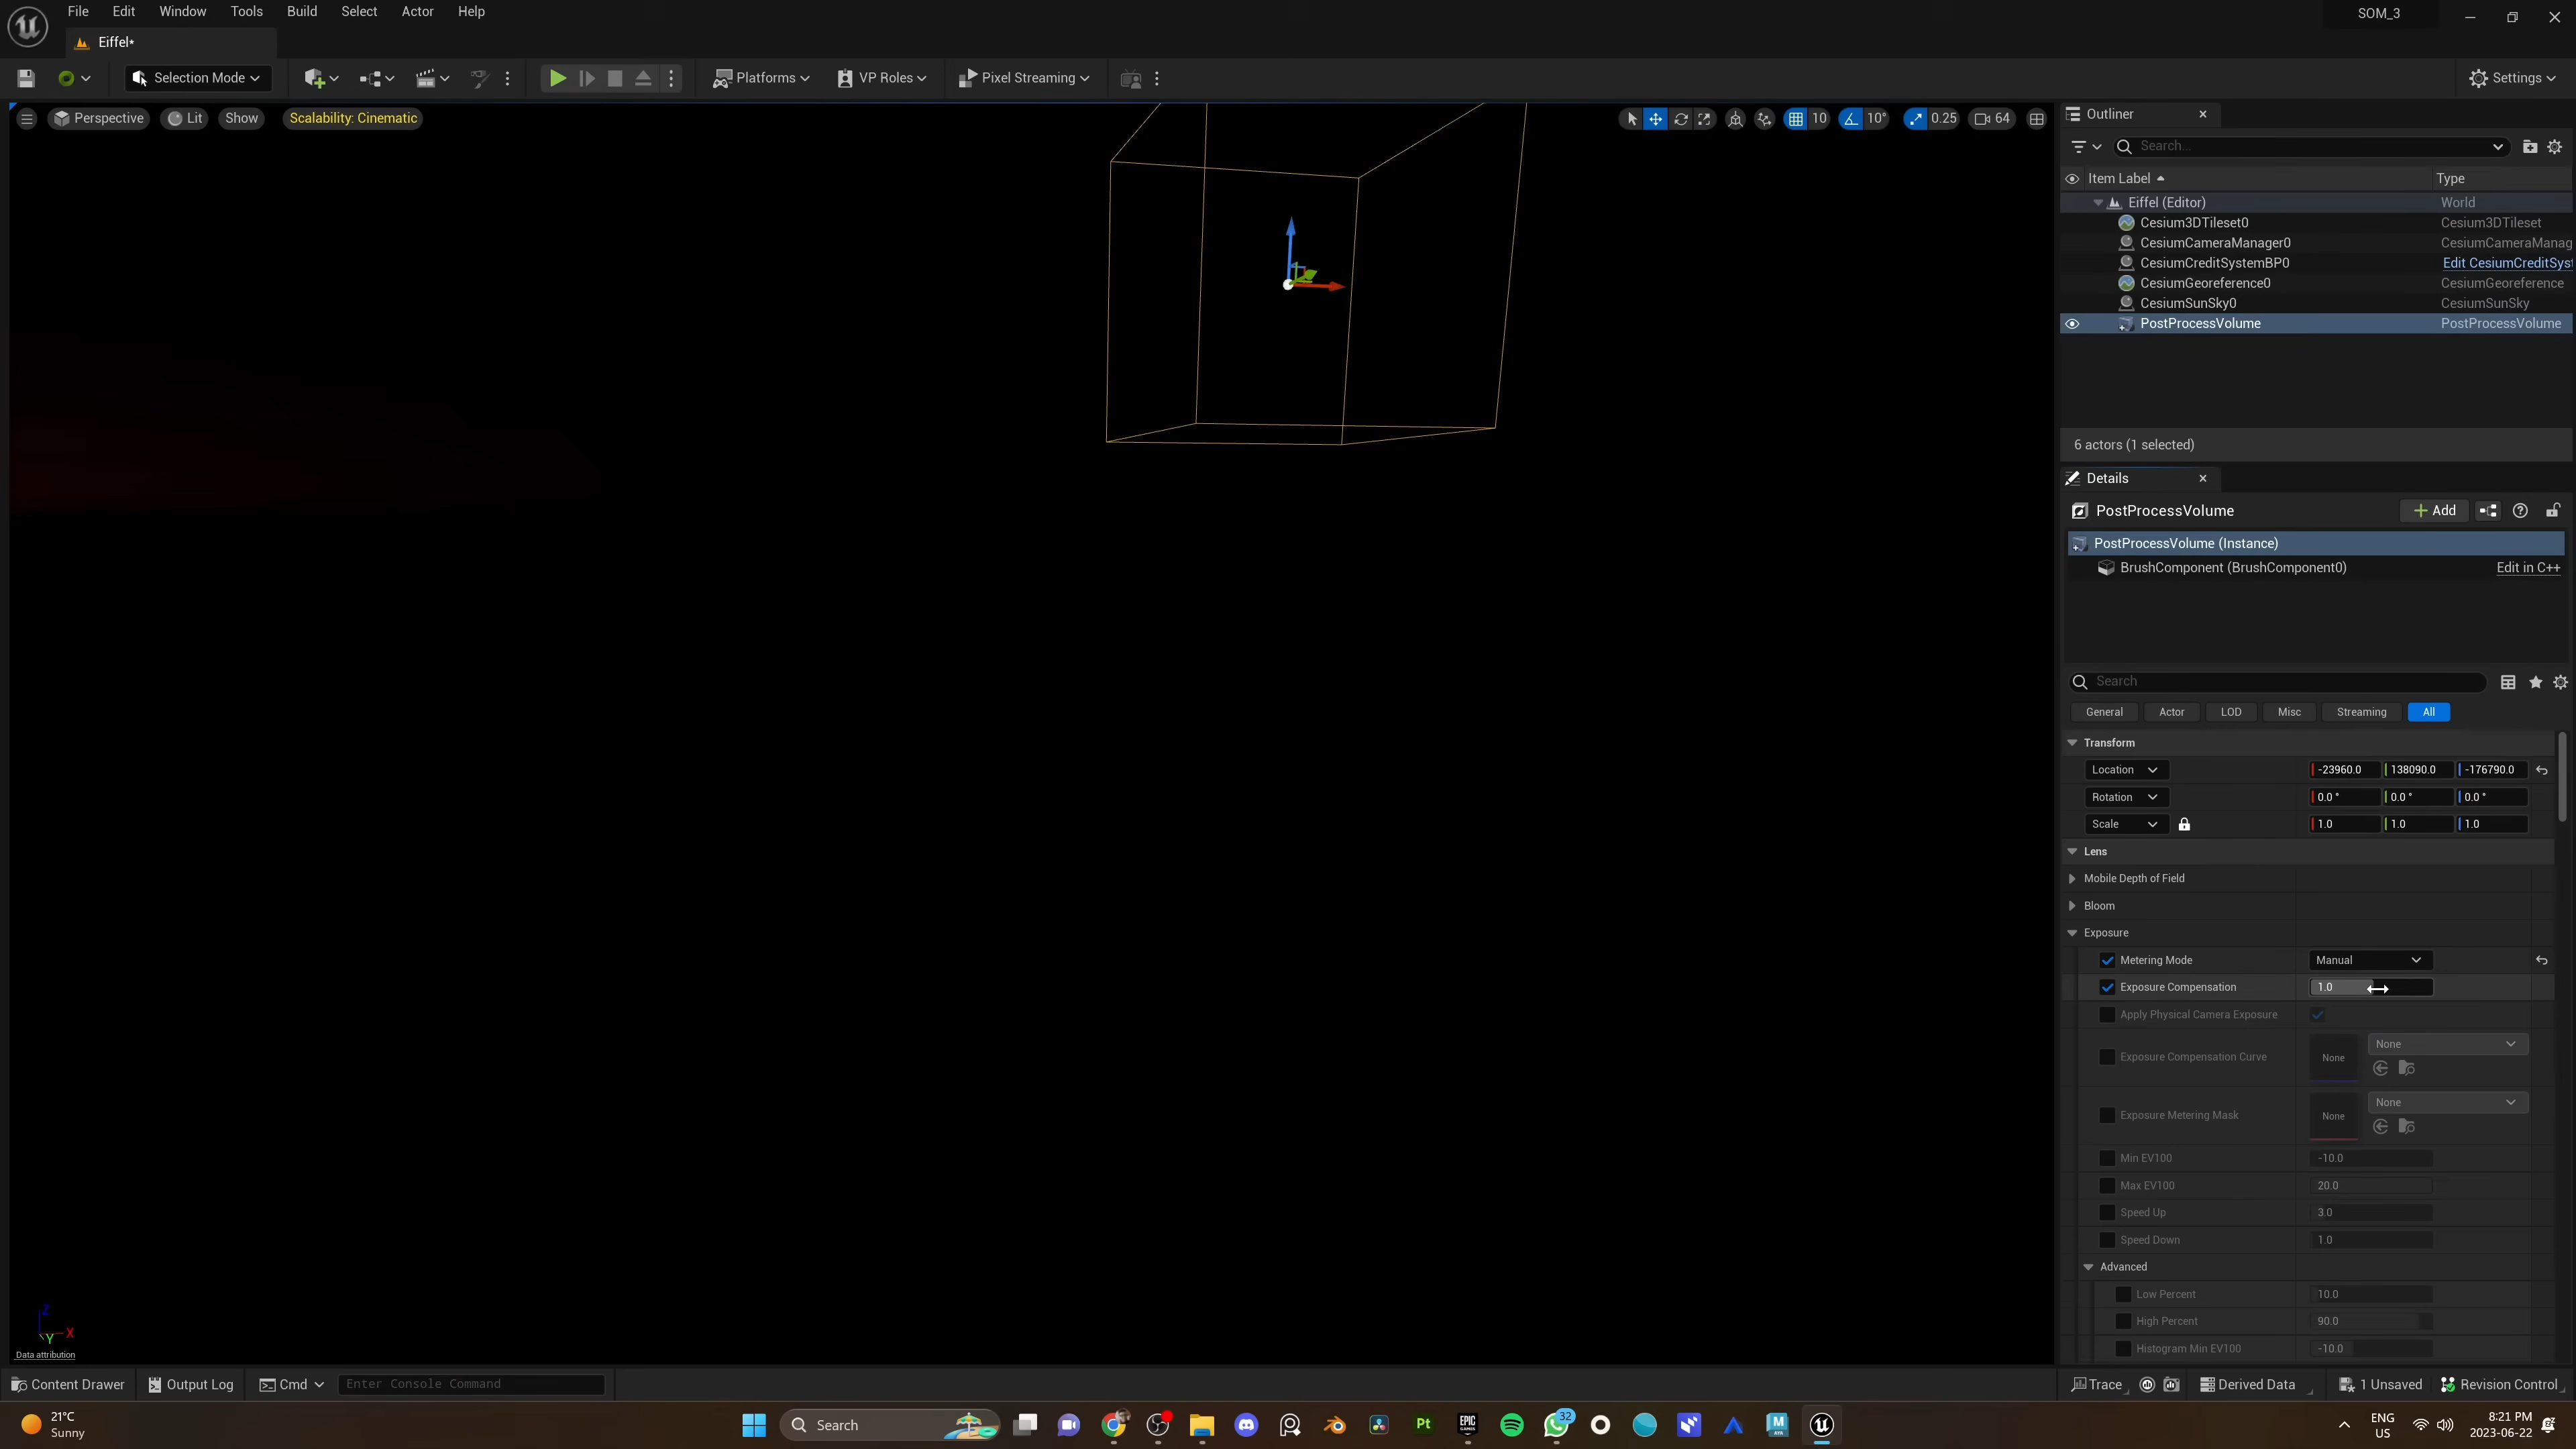 File Edit Window Tools Build Select Actor Help
SOM_3
Eiffel*
Selection Mode
Platforms
VP Roles
Pixel Streaming
Settings
Perspective
Lit
Show
Scalability: Cinematic
10
10°
0.25
64
Outliner
Search...
Item Label
Type
Eiffel (Editor)
World
Cesium3DTileset0
Cesium3DTileset
CesiumCameraManager0
CesiumCameraManag
CesiumCreditSystemBP0
Edit CesiumCreditSyst
CesiumGeoreference0
CesiumGeoreference
CesiumSunSky0
CesiumSunSky
PostProcessVolume
PostProcessVolume
6 actors (1 selected)
Details
PostProcessVolume
Add
PostProcessVolume (Instance)
BrushComponent (BrushComponent0)
Edit in C++
Search
General
Actor
LOD
Misc
Streaming
All
Transform
Location
-23960.0
138090.0
-176790.0
Rotation
0.0 °
0.0 °
0.0 °
Scale
1.0
1.0
1.0
Lens
Mobile Depth of Field
Bloom
Exposure
Metering Mode
Manual
Exposure Compensation
1.0
Apply Physical Camera Exposure
Exposure Compensation Curve
None
None
Exposure Metering Mask
None
None
Min EV100
-10.0
Max EV100
20.0
Speed Up
3.0
Speed Down
1.0
Advanced
Low Percent
10.0
High Percent
90.0
Histogram Min EV100
-10.0
Z
X
Y
Data attribution
Content Drawer
Output Log
Cmd
Enter Console Command
Trace
Derived Data
1 Unsaved
Revision Control
21°C
Sunny
Search
Pt
EPIC
GAMES
32
M
ENG
US
8:21 PM
2023-06-22